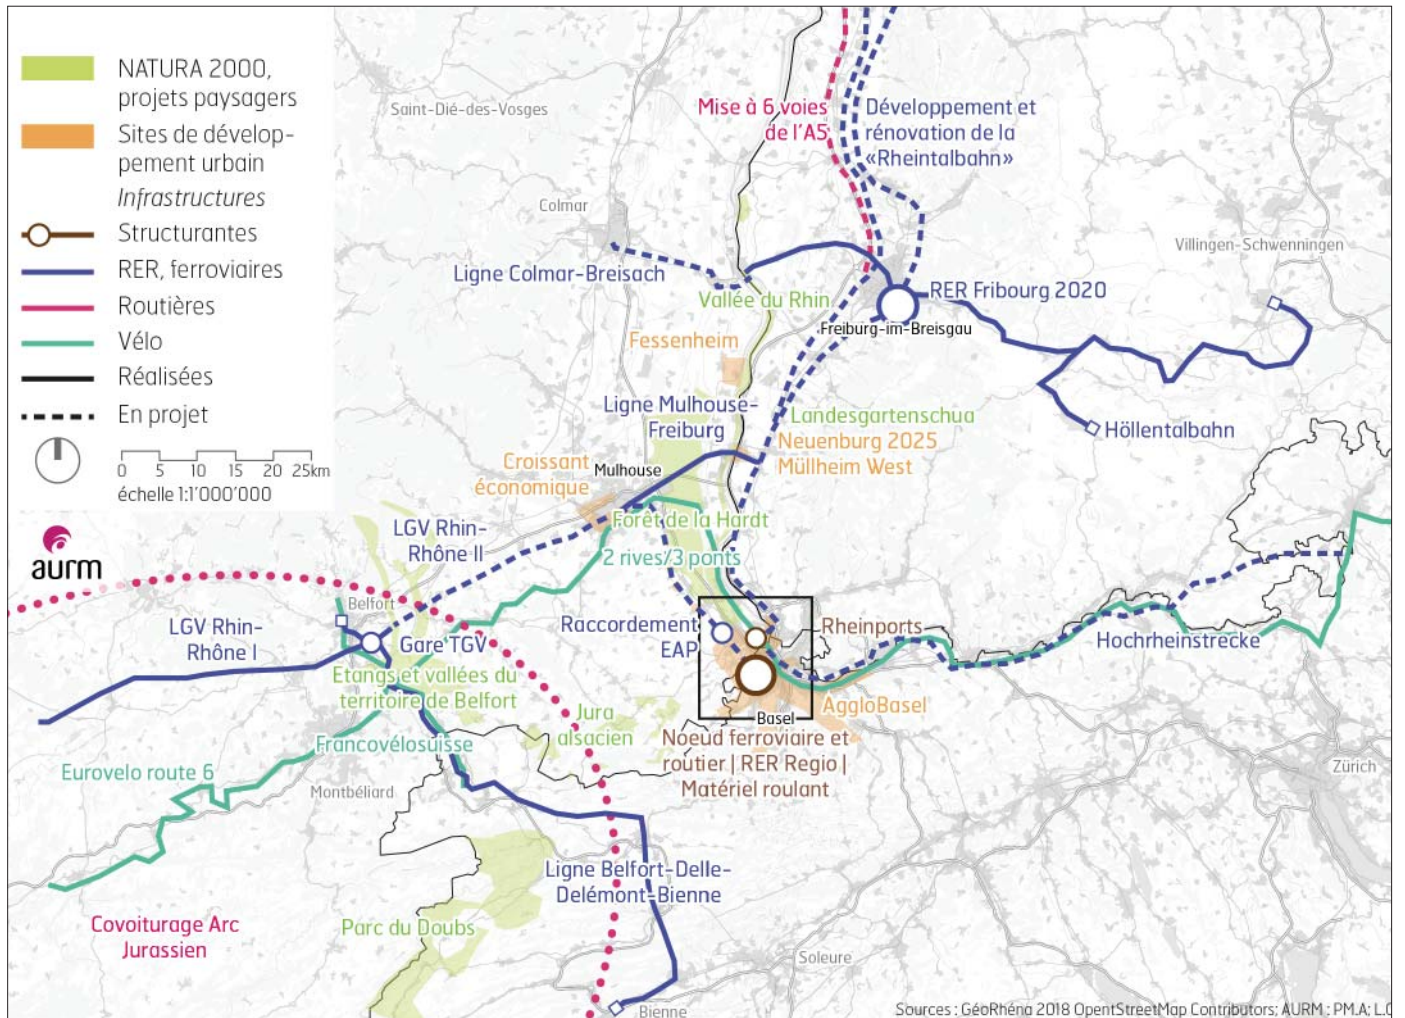 NATURA 2000,
projets paysagers
Sites de dévelop-
pement urbain
Infrastructures
Structurantes
RER, ferroviaires
Routières
Vélo
Réalisées
En projet
0 5 10 15 20 25km
échelle 1:1'000'000
aurm
Saint-Dié-des-Vosges
Mise à 6 voies
de l'A5
Développement et
rénovation de la
«Rheintalbahn»
Colmar
Villingen-Schwenningen
Ligne Colmar-Breisach
Vallée du Rhin
RER Fribourg 2020
Freiburg-im-Breisgau
Fessenheim
Ligne Mulhouse-
Freiburg
Landesgartenschua
Neuenburg 2025
Müllheim West
Höllentalbahn
Croissant
économique
Mulhouse
Forêt de la Hardt
2 rives/3 ponts
LGV Rhin-
Rhône II
Belfort
LGV Rhin-
Rhône I
Gare TGV
Raccordement
EAP
Rheinports
Hochrheinstrecke
Etangs et vallées du
territoire de Belfort
Jura
alsacien
AggloBasel
Basel
Noeud ferroviaire et
routier | RER Regio |
Matériel roulant
Francovélosuisse
Eurovelo route 6
Montbéliard
Zürich
Ligne Belfort-Delle-
Delémont-Bienne
Covoiturage Arc
Jurassien
Parc du Doubs
Soleure
Bienne
Sources : GéoRhéna 2018 OpentStreetMap Contributors; AURM : P.M.A; L.C